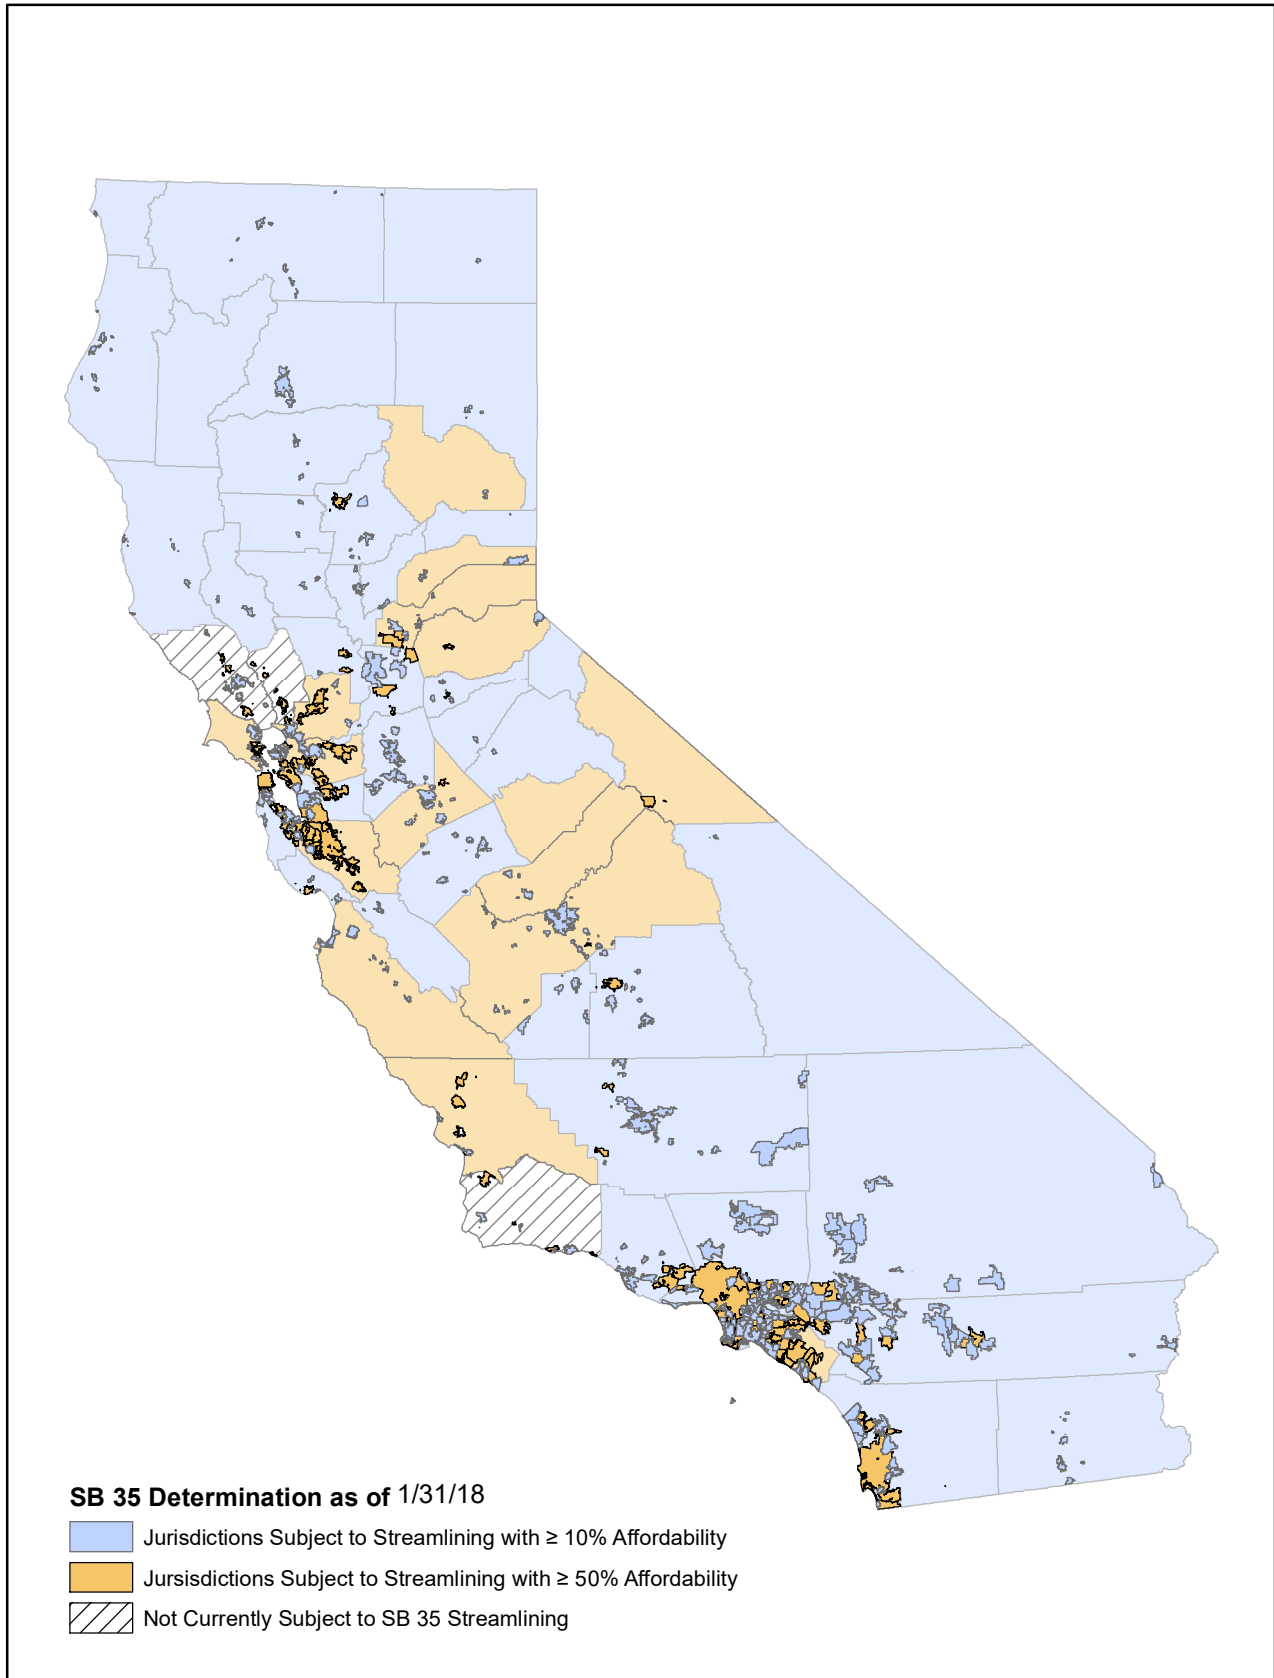 SB 35 Determination as of 1/31/18
Jurisdictions Subject to Streamlining with ≥ 10% Affordability
Jursisdictions Subject to Streamlining with ≥ 50% Affordability
Not Currently Subject to SB 35 Streamlining